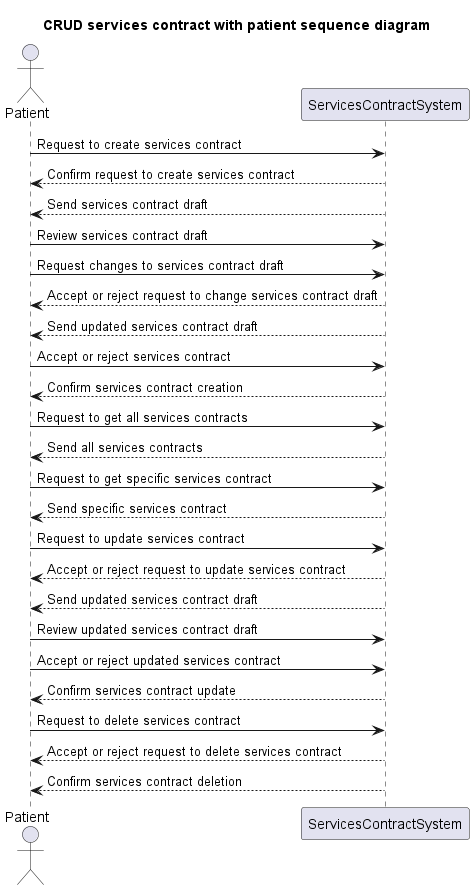 CRUD services contract with patient sequence diagram
Patient
ServicesContractSystem
Request to create services contract
Confirm request to create services contract
Send services contract draft
Review services contract draft
Request changes to services contract draft
Accept or reject request to change services contract draft
Send updated services contract draft
Accept or reject services contract
Confirm services contract creation
Request to get all services contracts
Send all services contracts
Request to get specific services contract
Send specific services contract
Request to update services contract
Accept or reject request to update services contract
Send updated services contract draft
Review updated services contract draft
Accept or reject updated services contract
Confirm services contract update
Request to delete services contract
Accept or reject request to delete services contract
Confirm services contract deletion
Patient
ServicesContractSystem